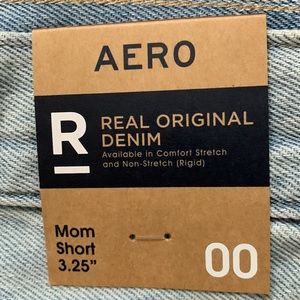 AERO
R
REAL ORIGINAL
DENIM
Available in Comfort Stretch
and Non-Stretch (Rigid)
Mom
Short
3.25"
00